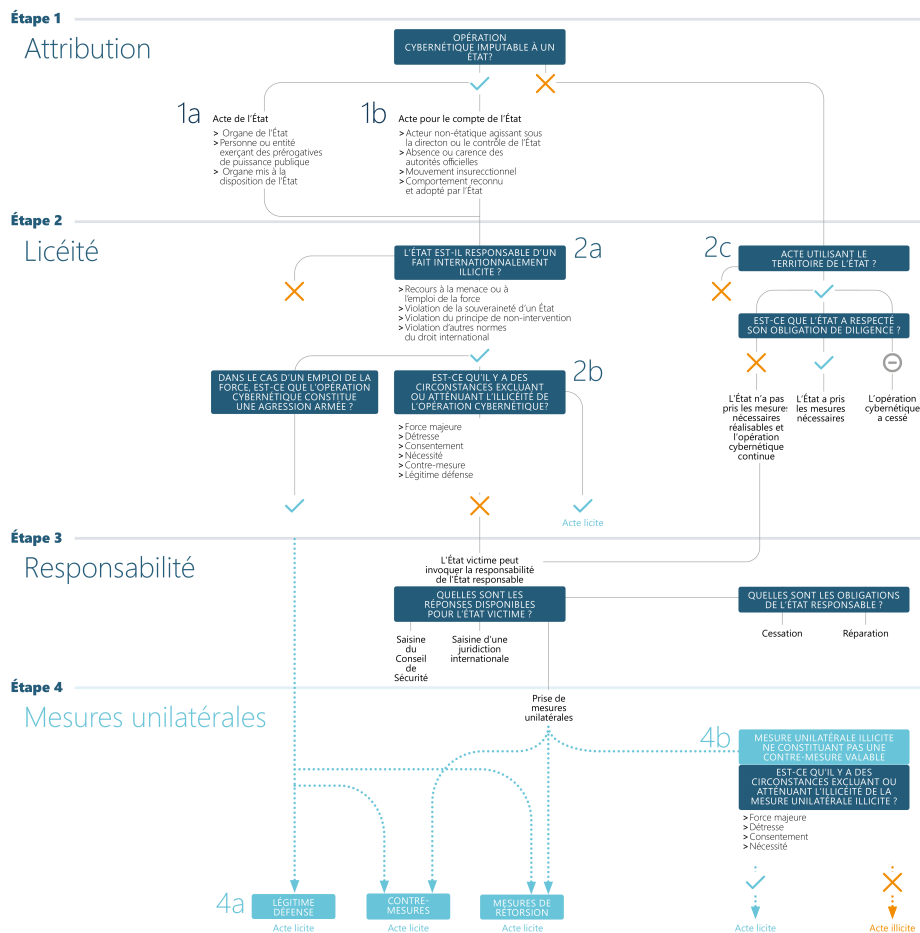 Étape 1
Attribution
OPÉRATION
CYBERNÉTIQUE IMPUTABLE À UN
ÉTAT?
1a
Acte de l'État
> Organe de l'État
> Personne ou entité
exerçant des prérogatives
de puissance publique
> Organe mis à la
disposition de l'État
1b
Acte pour le compte de l'État
> Acteur non-étatique agissant sous
la directon ou le contrôle de l'État
> Absence ou carence des
autorités officielles
> Mouvement insurecctionnel
> Comportement reconnu
et adopté par l'État
Étape 2
Licéité
L'ÉTAT EST-IL RESPONSABLE D'UN
FAIT INTERNATIONNALEMENT
ILLICITE ?
2a
> Recours à la menace ou à
l'emploi de la force
> Violation de la souveraineté d'un État
> Violation du principe de non-intervention
> Violation d'autres normes
du droit international
2c
ACTE UTILISANT LE
TERRITOIRE DE L'ÉTAT ?
EST-CE QUE L'ÉTAT A RESPECTÉ
SON OBLIGATION DE DILIGENCE ?
L'État n'a pas
pris les mesures
nécessaires
réalisables et
l'opération
cybernétique
continue
L'État a pris
les mesures
nécessaires
L'opération
cybernétique
a cessé
DANS LE CAS D'UN EMPLOI DE LA
FORCE, EST-CE QUE L'OPÉRATION
CYBERNÉTIQUE CONSTITUE
UNE AGRESSION ARMÉE ?
EST-CE QU'IL Y A DES
CIRCONSTANCES EXCLUANT
OU ATTÉNUANT L'ILLICÉITÉ DE
L'OPÉRATION CYBERNÉTIQUE?
2b
> Force majeure
> Détresse
> Consentement
> Nécessité
> Contre-mesure
> Légitime défense
Acte licite
Étape 3
Responsabilité
L'État victime peut
invoquer la responsabilité
de l'État responsable
QUELLES SONT LES
RÉPONSES DISPONIBLES
POUR L'ÉTAT VICTIME ?
Saisine
du
Conseil
de
Sécurité
Saisine d'une
juridiction
internationale
QUELLES SONT LES OBLIGATIONS
DE L'ÉTAT RESPONSABLE ?
Cessation
Réparation
Étape 4
Mesures unilatérales
Prise de
mesures
unilatérales
4b
MESURE UNILATÉRALE ILLICITE
NE CONSTITUANT PAS UNE
CONTRE-MESURE VALABLE
EST-CE QU'IL Y A DES
CIRCONSTANCES EXCLUANT OU
ATTÉNUANT L'ILLICÉITÉ DE LA
MESURE UNILATÉRALE ILLICITE ?
> Force majeure
> Détresse
> Consentement
> Nécessité
4a
LÉGITIME
DÉFENSE
CONTRE-
MESURES
MESURES DE
RÉTORSION
Acte licite
Acte licite
Acte licite
Acte licite
Acte illicite